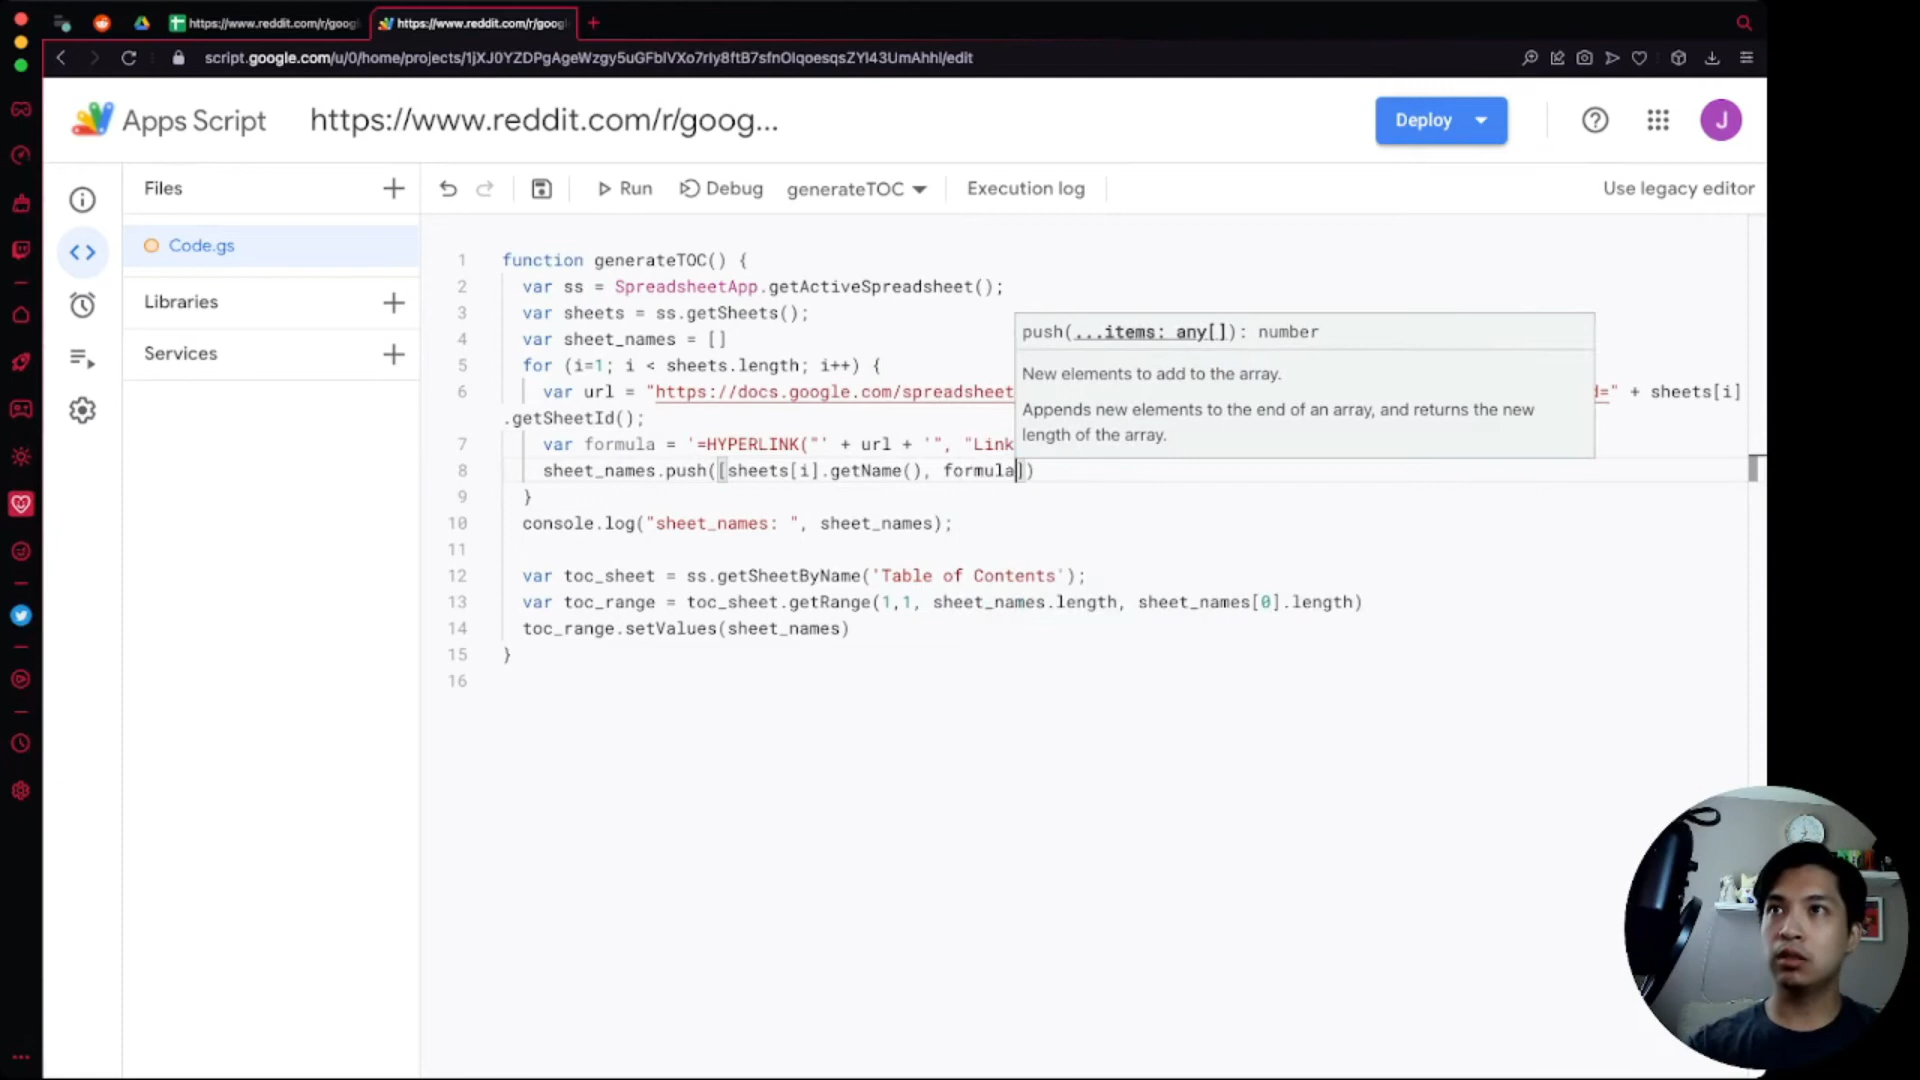 https://www.reddit.com/r/goog
https://www.reddit.com/r/goog
script.google.com/u/0/home/projects/1jXJ0YZDPgAgeWzgy5uGFblVXo7rly8ftB7sfnOlqoesqsZYl43UmAhhl/edit
Apps Script
https://www.reddit.com/r/goog...
Deploy
J
Files
Run
Debug
generateTOC
Execution log
Use legacy editor
Code.gs
Libraries
Services
1 function generateTOC() {
2 var ss = SpreadsheetApp.getActiveSpreadsheet();
3 var sheets = ss.getSheets();
4 var sheet_names = []
5 for (i=1; i < sheets.length; i++) {
6 var url = "https://docs.google.com/spreadsheet =" + sheets[i]
.getSheetId();
7 var formula = '=HYPERLINK("' + url + '", "Link
8 sheet_names.push([sheets[i].getName(), formula])
9 }
10 console.log("sheet_names: ", sheet_names);
11
12 var toc_sheet = ss.getSheetByName('Table of Contents');
13 var toc_range = toc_sheet.getRange(1,1, sheet_names.length, sheet_names[0].length)
14 toc_range.setValues(sheet_names)
15 }
16
push(...items: any[]): number
New elements to add to the array.
Appends new elements to the end of an array, and returns the new
length of the array.